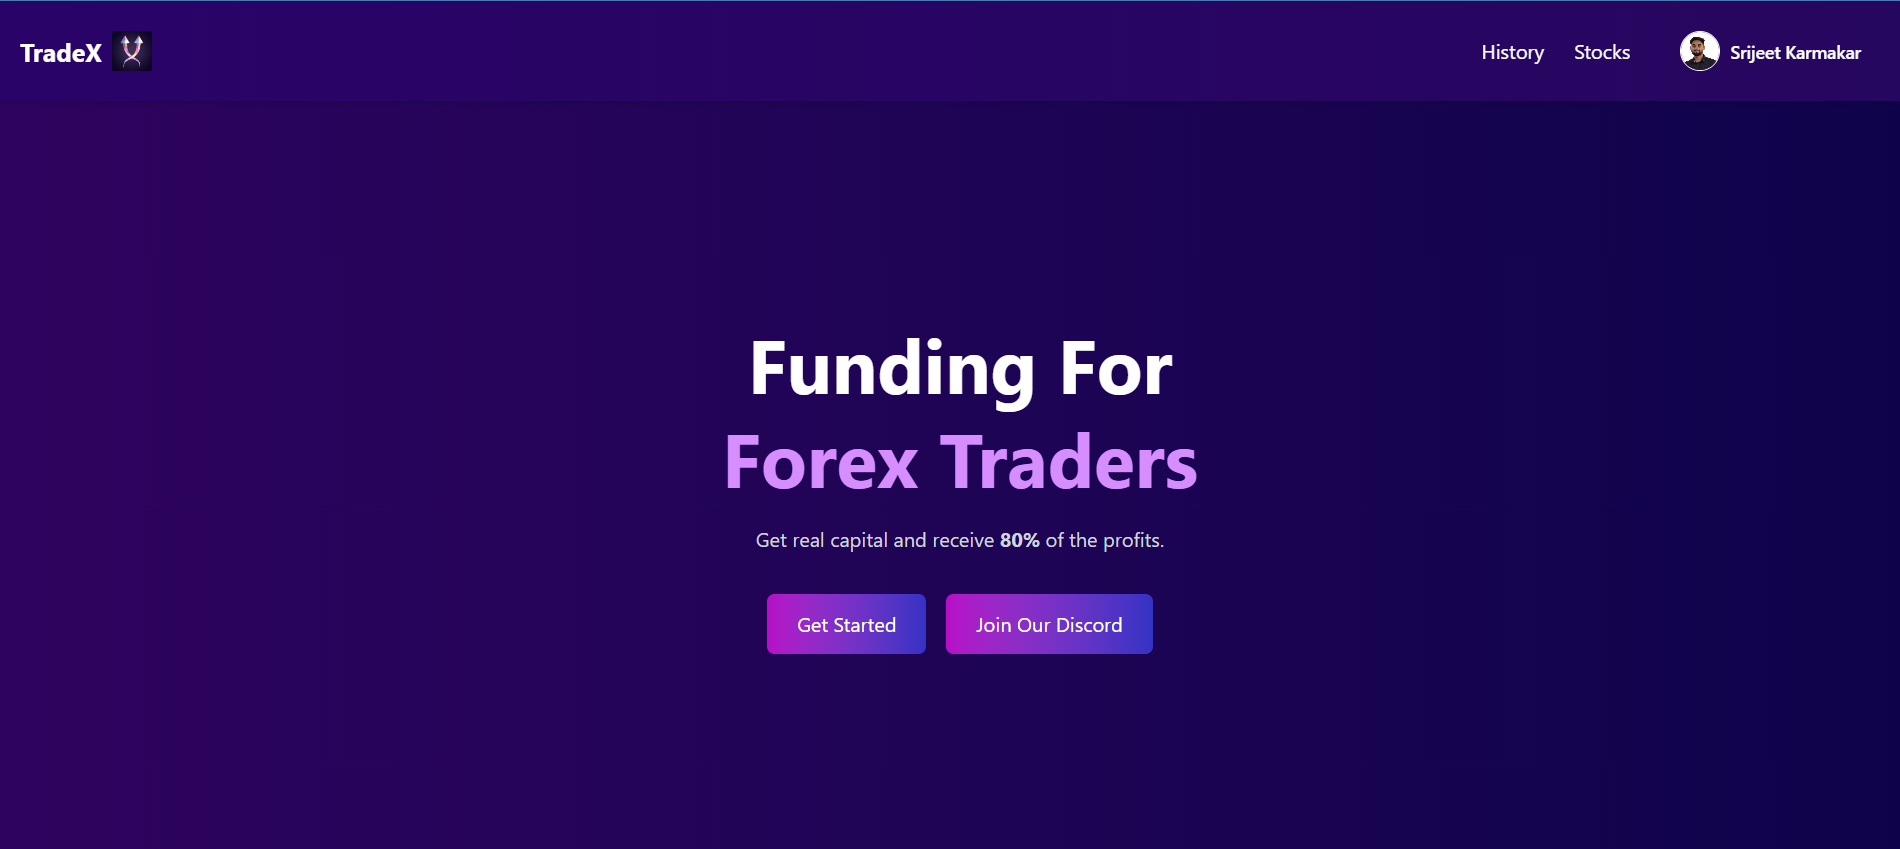 TradeX
History
Stocks
Srijeet Karmakar
Funding For
Forex Traders
Get real capital and receive 80% of the profits.
Get Started
Join Our Discord